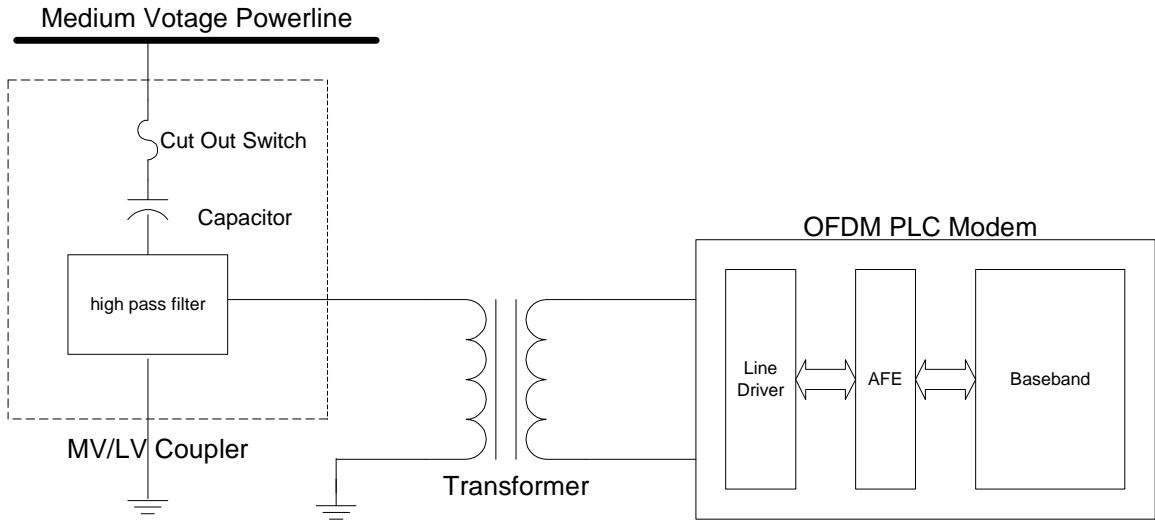 Medium Votage Powerline
Cut Out Switch
Capacitor
high pass filter
MV/LV Coupler
Transformer
OFDM PLC Modem
Line
Driver
AFE
Baseband